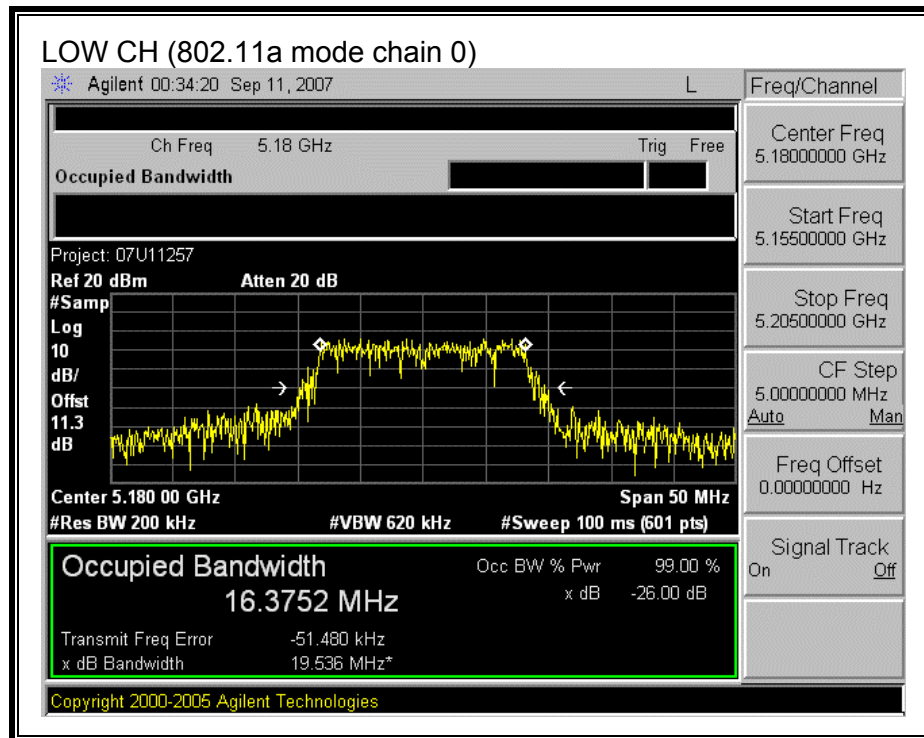 LOW CH (802.11a mode chain 0)
Agilent 00:34:20 Sep 11, 2007 L
Freq/Channel
Ch Freq 5.18 GHz Trig Free
Occupied Bandwidth
Center Freq
5.18000000 GHz
Start Freq
5.15500000 GHz
Stop Freq
5.20500000 GHz
CF Step
5.00000000 MHz
Auto Man
Freq Offset
0.00000000 Hz
Signal Track
On Off
Project: 07U11257
Ref 20 dBm Atten 20 dB
#Samp
Log
10
dB/
Offst
11.3
dB
Center 5.180 00 GHz Span 50 MHz
#Res BW 200 kHz #VBW 620 kHz #Sweep 100 ms (601 pts)
Occupied Bandwidth Occ BW % Pwr 99.00 %
16.3752 MHz x dB -26.00 dB
Transmit Freq Error -51.480 kHz
x dB Bandwidth 19.536 MHz*
Copyright 2000-2005 Agilent Technologies